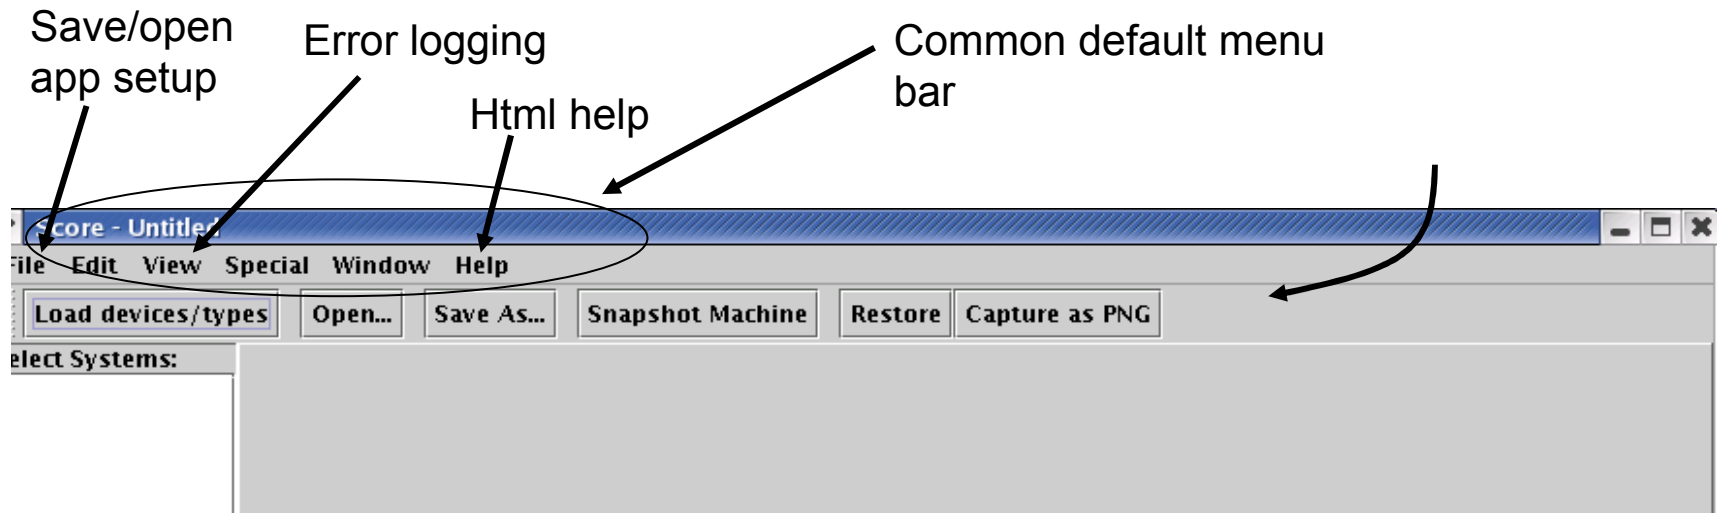 Save/open
app setup
Error logging
Html help
Common default menu
bar
Score - Untitled
File Edit View Special Window Help
Load devices/types Open... Save As... Snapshot Machine Restore Capture as PNG
elect Systems: